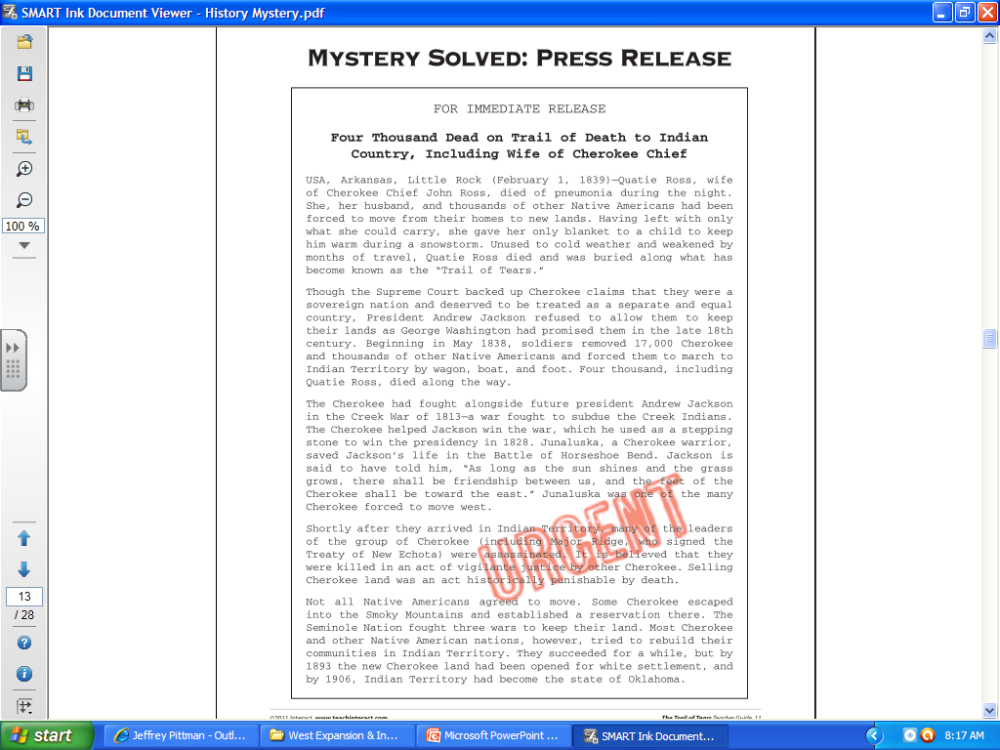 SMART Ink Document Viewer - History Mystery.pdf
MYSTERY SOLVED: PRESS RELEASE
FOR IMMEDIATE RELEASE
Four Thousand Dead on Trail of Death to Indian
Country, Including Wife of Cherokee Chief
USA, Arkansas, Little Rock (February 1, 1839)—Quatie Ross, wife
of Cherokee Chief John Ross, died of pneumonia during the night.
She, her husband, and thousands of other Native Americans had been
forced to move from their homes to new lands. Having left with only
what she could carry, she gave her only blanket to a child to keep
him warm during a snowstorm. Unused to cold weather and weakened by
months of travel, Quatie Ross died and was buried along what has
become known as the “Trail of Tears.”
Though the Supreme Court backed up Cherokee claims that they were a
sovereign nation and deserved to be treated as a separate and equal
country, President Andrew Jackson refused to allow them to keep
their lands as George Washington had promised them in the late 18th
century. Beginning in May 1838, soldiers removed 17,000 Cherokee
and thousands of other Native Americans and forced them to march to
Indian Territory by wagon, boat, and foot. Four thousand, including
Quatie Ross, died along the way.
The Cherokee had fought alongside future president Andrew Jackson
in the Creek War of 1813—a war fought to subdue the Creek Indians.
The Cherokee helped Jackson win the war, which he used as a stepping
stone to win the presidency in 1828. Junaluska, a Cherokee warrior,
saved Jackson’s life in the Battle of Horseshoe Bend. Jackson is
said to have told him, “As long as the sun shines and the grass
grows, there shall be friendship between us, and the feet of the
Cherokee shall be toward the east.” Junaluska was one of the many
Cherokee forced to move west.
Shortly after they arrived in Indian Territory, many of the leaders
of the group of Cherokee (including Major Ridge, who signed the
Treaty of New Echota) were assassinated. It is believed that they
were killed in an act of vigilante justice by other Cherokee. Selling
Cherokee land was an act historically punishable by death.
URGENT
Not all Native Americans agreed to move. Some Cherokee escaped
into the Smoky Mountains and established a reservation there. The
Seminole Nation fought three wars to keep their land. Most Cherokee
and other Native American nations, however, tried to rebuild their
communities in Indian Territory. They succeeded for a while, but by
1893 the new Cherokee land had been opened for white settlement, and
by 1906, Indian Territory had become the state of Oklahoma.
©2011 Interact www.teachinteract.com
The Trail of Tears Teacher Guide 11
100 %
13
/ 28
start
Jeffrey Pittman - Outl...
West Expansion & In...
Microsoft PowerPoint ...
SMART Ink Document...
8:17 AM